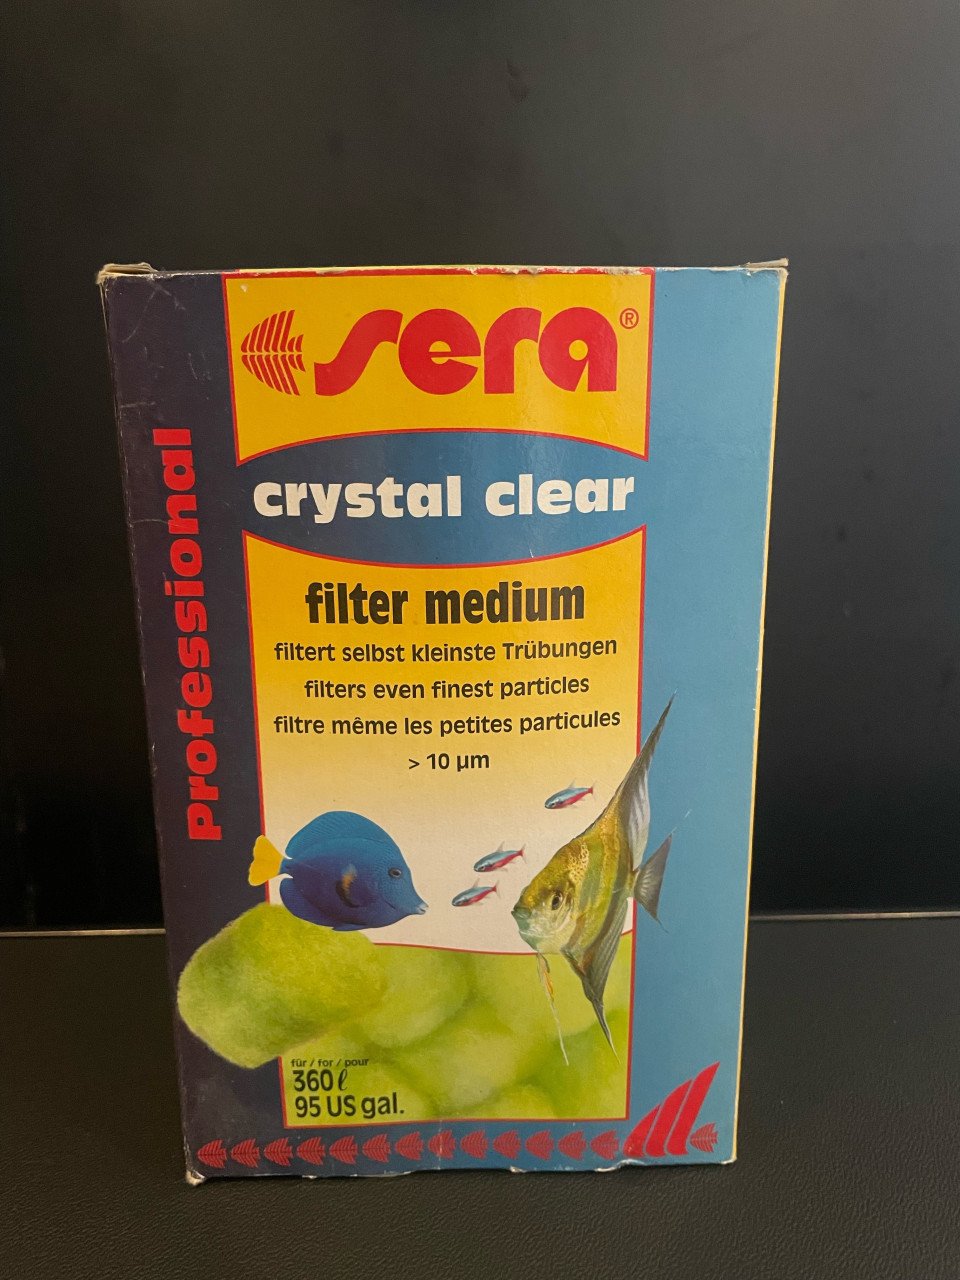 sera®
crystal clear
filter medium
filtert selbst kleinste Trübungen
filters even finest particles
filtre même les petites particules
> 10 µm
Professional
für / for / pour
360 ℓ
95 US gal.